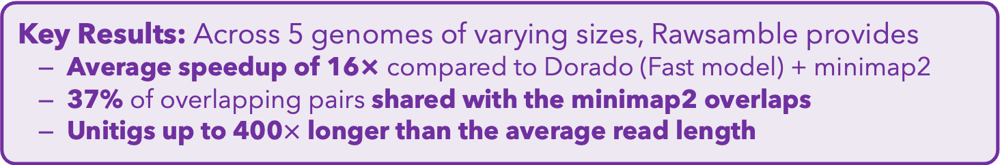 Key Results: Across 5 genomes of varying sizes, Rawsamble provides
– Average speedup of 16× compared to Dorado (Fast model) + minimap2
– 37% of overlapping pairs shared with the minimap2 overlaps
– Unitigs up to 400× longer than the average read length